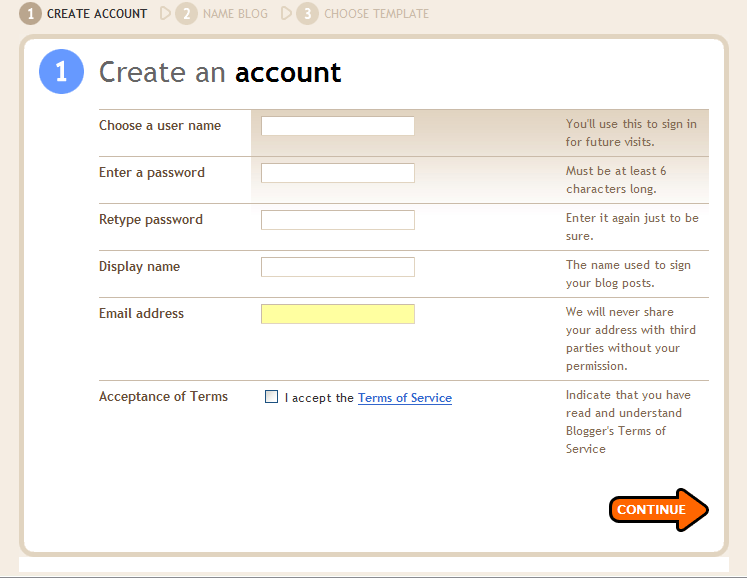 1 CREATE ACCOUNT 2 NAME BLOG 3 CHOOSE TEMPLATE
1 Create an account
Choose a user name
You'll use this to sign in
for future visits.
Enter a password
Must be at least 6
characters long.
Retype password
Enter it again just to be
sure.
Display name
The name used to sign
your blog posts.
Email address
We will never share
your address with third
parties without your
permission.
Acceptance of Terms
I accept the Terms of Service
Indicate that you have
read and understand
Blogger's Terms of
Service
CONTINUE